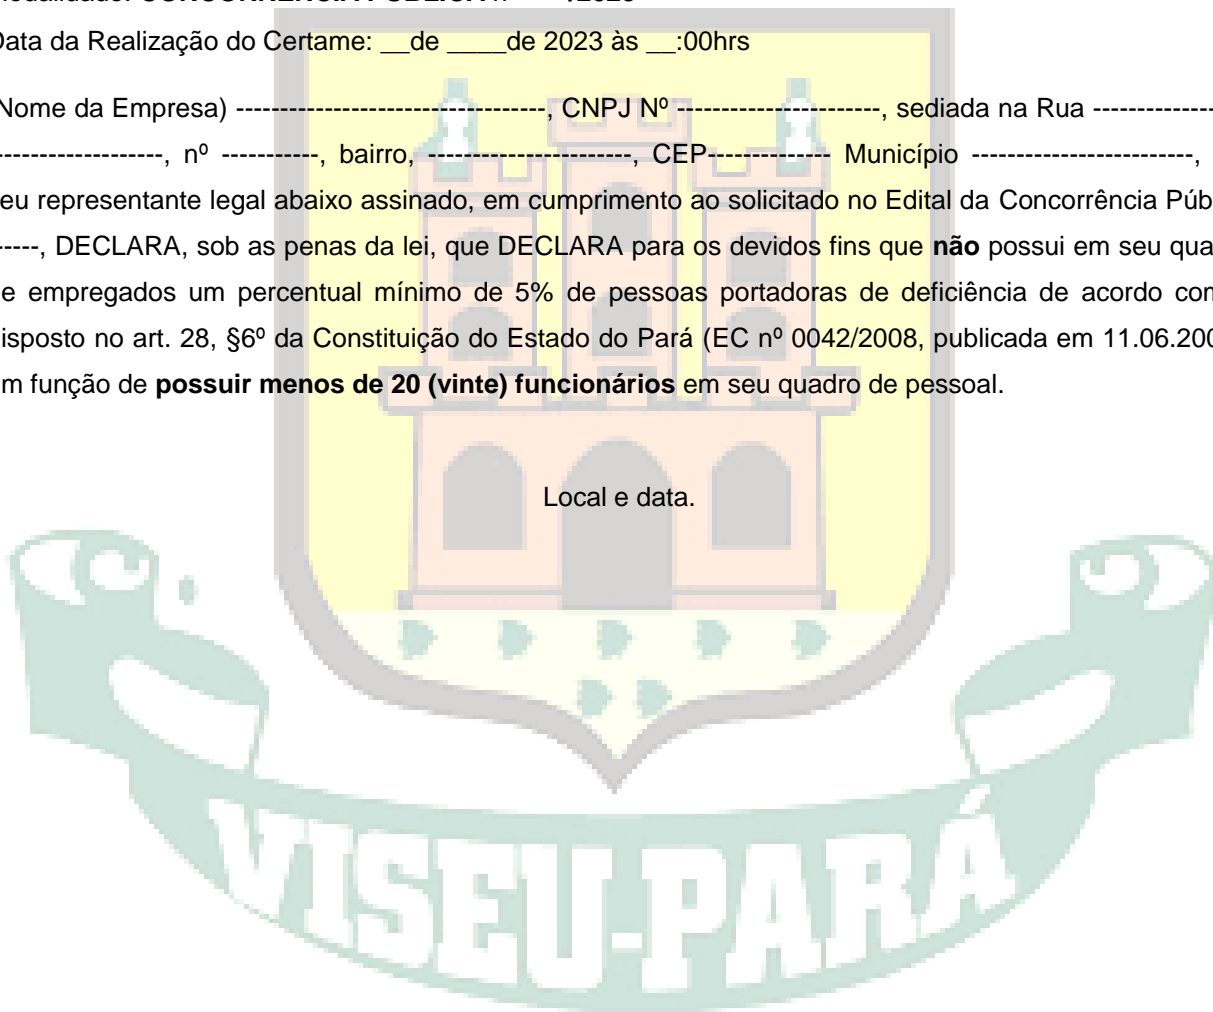 CONCORRÊNCIA PÚBLICA
Data da Realização do Certame: __de ____de 2023 às __:00hrs
Nome da Empresa) -----------------------------------, CNPJ Nº -----------------------, sediada na Rua --------------
-------------------, nº -----------, bairro, -----------------------, CEP-------------- Município -------------------------,
eu representante legal abaixo assinado, em cumprimento ao solicitado no Edital da Concorrência Púb
-----, DECLARA, sob as penas da lei, que DECLARA para os devidos fins que não possui em seu qua
e empregados um percentual mínimo de 5% de pessoas portadoras de deficiência de acordo com
isposto no art. 28, §6º da Constituição do Estado do Pará (EC nº 0042/2008, publicada em 11.06.200
m função de possuir menos de 20 (vinte) funcionários em seu quadro de pessoal.
Local e data.
VISEU-PARÁ